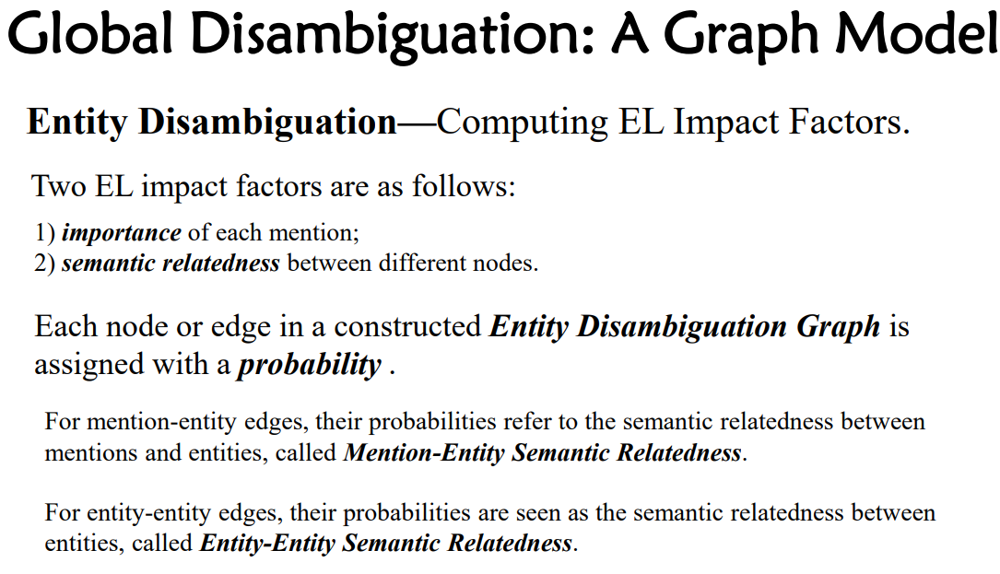 Global Disambiguation: A Graph Model
Entity Disambiguation—Computing EL Impact Factors.
Two EL impact factors are as follows:
1) importance of each mention;
2) semantic relatedness between different nodes.
Each node or edge in a constructed Entity Disambiguation Graph is
assigned with a probability .
For mention-entity edges, their probabilities refer to the semantic relatedness between
mentions and entities, called Mention-Entity Semantic Relatedness.
For entity-entity edges, their probabilities are seen as the semantic relatedness between
entities, called Entity-Entity Semantic Relatedness.